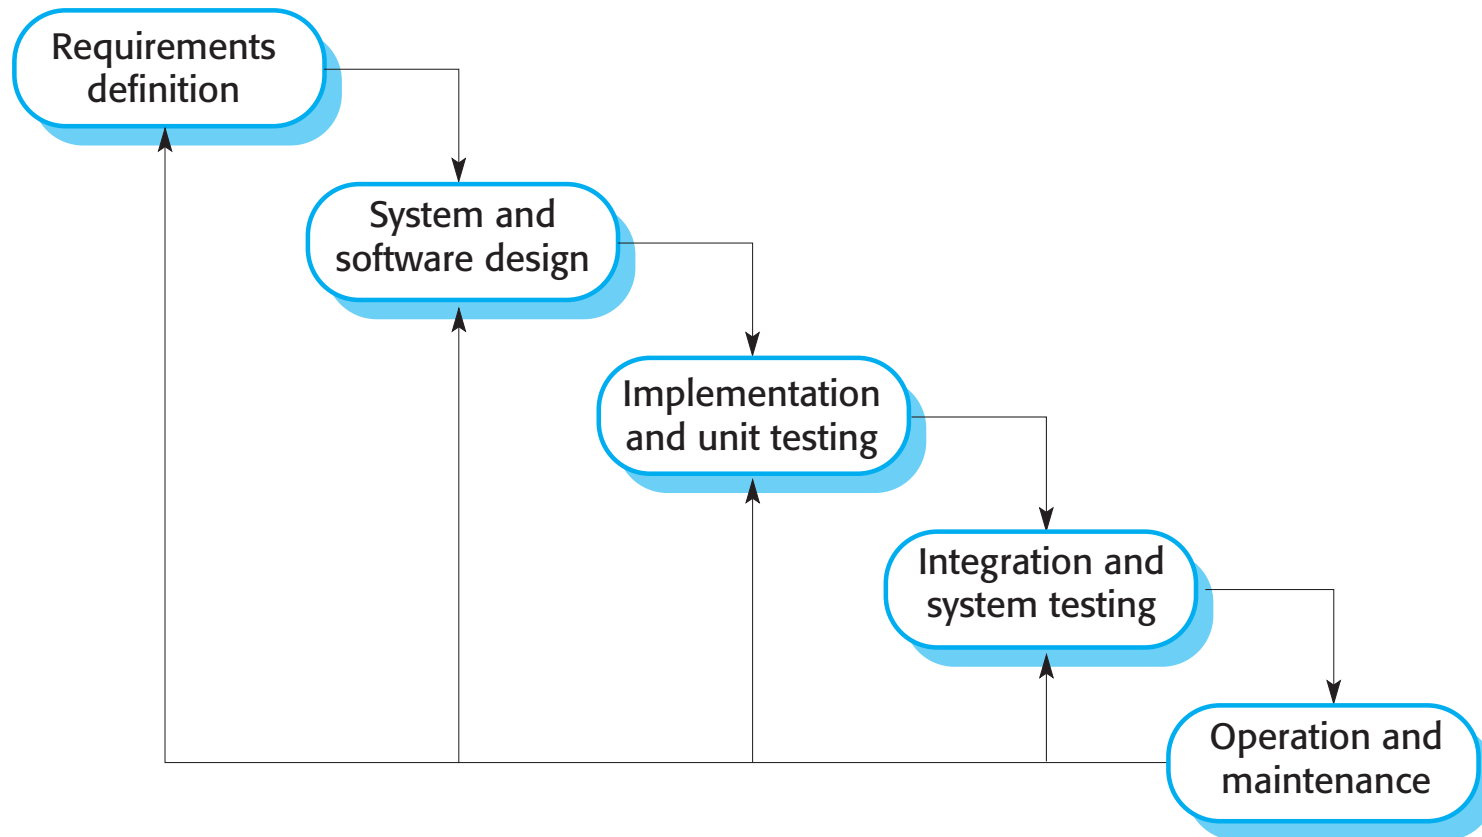 Requirements
definition
System and
software design
Implementation
and unit testing
Integration and
system testing
Operation and
maintenance